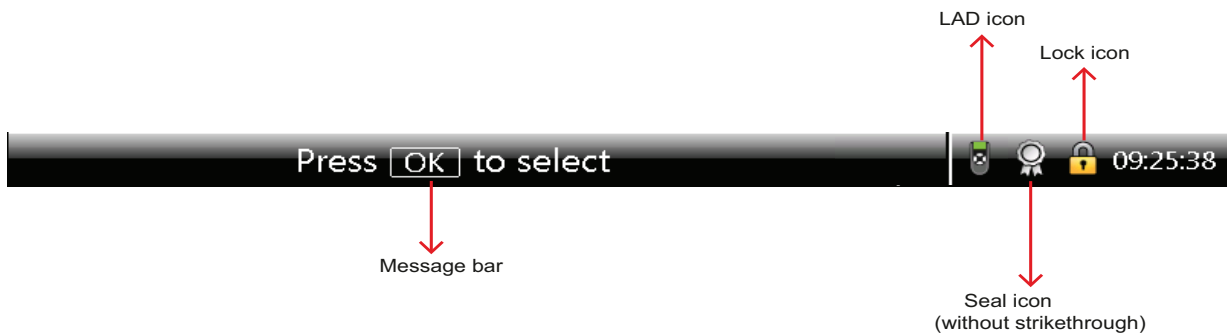 LAD icon
Lock icon
Press OK to select
09:25:38
Message bar
Seal icon
(without strikethrough)